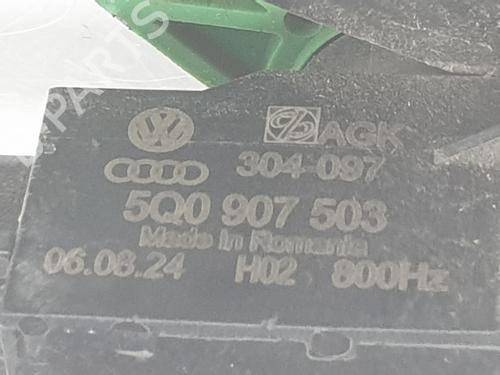 AGK
304-097
5Q0 907 503
Made in Romania
06.08.24 H02 800Hz